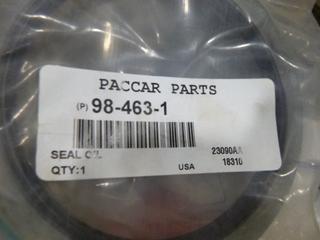 PACCAR PARTS
(P) 98-463-1
SEAL OIL 23090AA
QTY:1 USA 18310